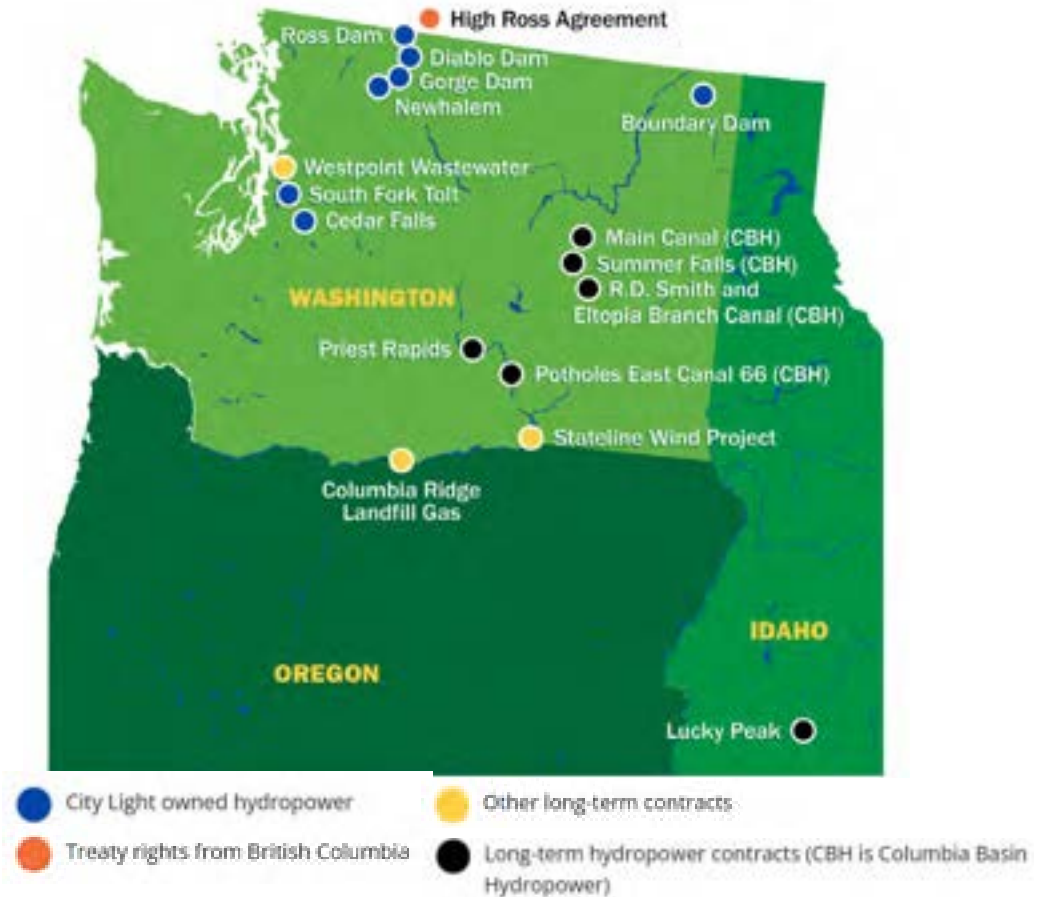 High Ross Agreement
Ross Dam
Diablo Dam
Gorge Dam
Newhalem
Boundary Dam
Westpoint Wastewater
South Fork Tolt
Cedar Falls
Main Canal (CBH)
Summer Falls (CBH)
R.D. Smith and
Eltopia Branch Canal (CBH)
WASHINGTON
Priest Rapids
Potholes East Canal 66 (CBH)
Stateline Wind Project
Columbia Ridge
Landfill Gas
IDAHO
OREGON
Lucky Peak
City Light owned hydropower
Other long-term contracts
Treaty rights from British Columbia
Long-term hydropower contracts (CBH is Columbia Basin
Hydropower)